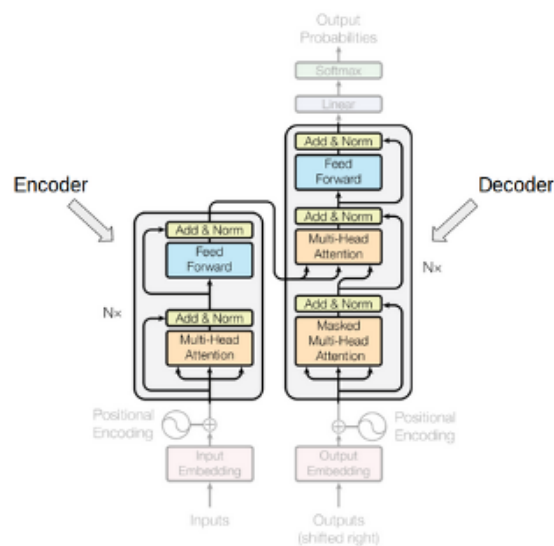 Output
Probabilities
Softmax
Linear
Add & Norm
Feed
Forward
Add & Norm
Multi-Head
Attention
Add & Norm
Masked
Multi-Head
Attention
Decoder
Nx
Encoder
Add & Norm
Feed
Forward
Nx
Add & Norm
Multi-Head
Attention
Positional
Encoding
Positional
Encoding
Input
Embedding
Output
Embedding
Inputs
Outputs
(shifted right)